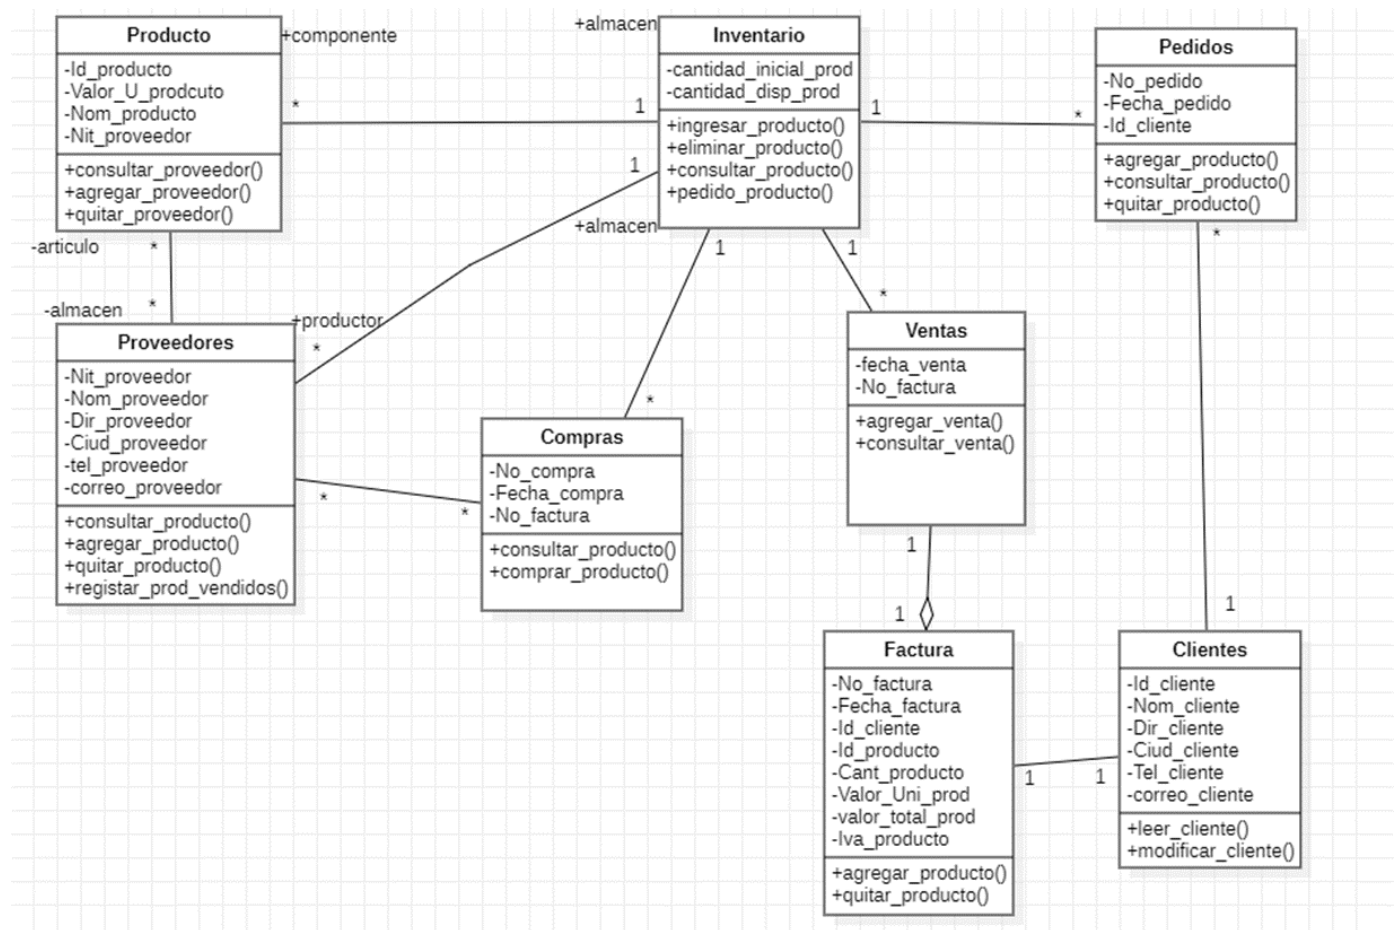 Producto
-Id_producto
-Valor_U_prodcuto
-Nom_producto
-Nit_proveedor
+consultar_proveedor()
+agregar_proveedor()
+quitar_proveedor()
+componente
*
1
+almacen
Inventario
-cantidad_inicial_prod
-cantidad_disp_prod
+ingresar_producto()
+eliminar_producto()
+consultar_producto()
+pedido_producto()
1
*
Pedidos
-No_pedido
-Fecha_pedido
-Id_cliente
+agregar_producto()
+consultar_producto()
+quitar_producto()
*
1
+almacen
-articulo
*
-almacen
*
+productor
*
1
*
1
*
Proveedores
-Nit_proveedor
-Nom_proveedor
-Dir_proveedor
-Ciud_proveedor
-tel_proveedor
-correo_proveedor
+consultar_producto()
+agregar_producto()
+quitar_producto()
+registar_prod_vendidos()
*
*
Compras
-No_compra
-Fecha_compra
-No_factura
+consultar_producto()
+comprar_producto()
Ventas
-fecha_venta
-No_factura
+agregar_venta()
+consultar_venta()
1
1
Factura
-No_factura
-Fecha_factura
-Id_cliente
-Id_producto
-Cant_producto
-Valor_Uni_prod
-valor_total_prod
-Iva_producto
+agregar_producto()
+quitar_producto()
1
1
1
Clientes
-Id_cliente
-Nom_cliente
-Dir_cliente
-Ciud_cliente
-Tel_cliente
-correo_cliente
+leer_cliente()
+modificar_cliente()